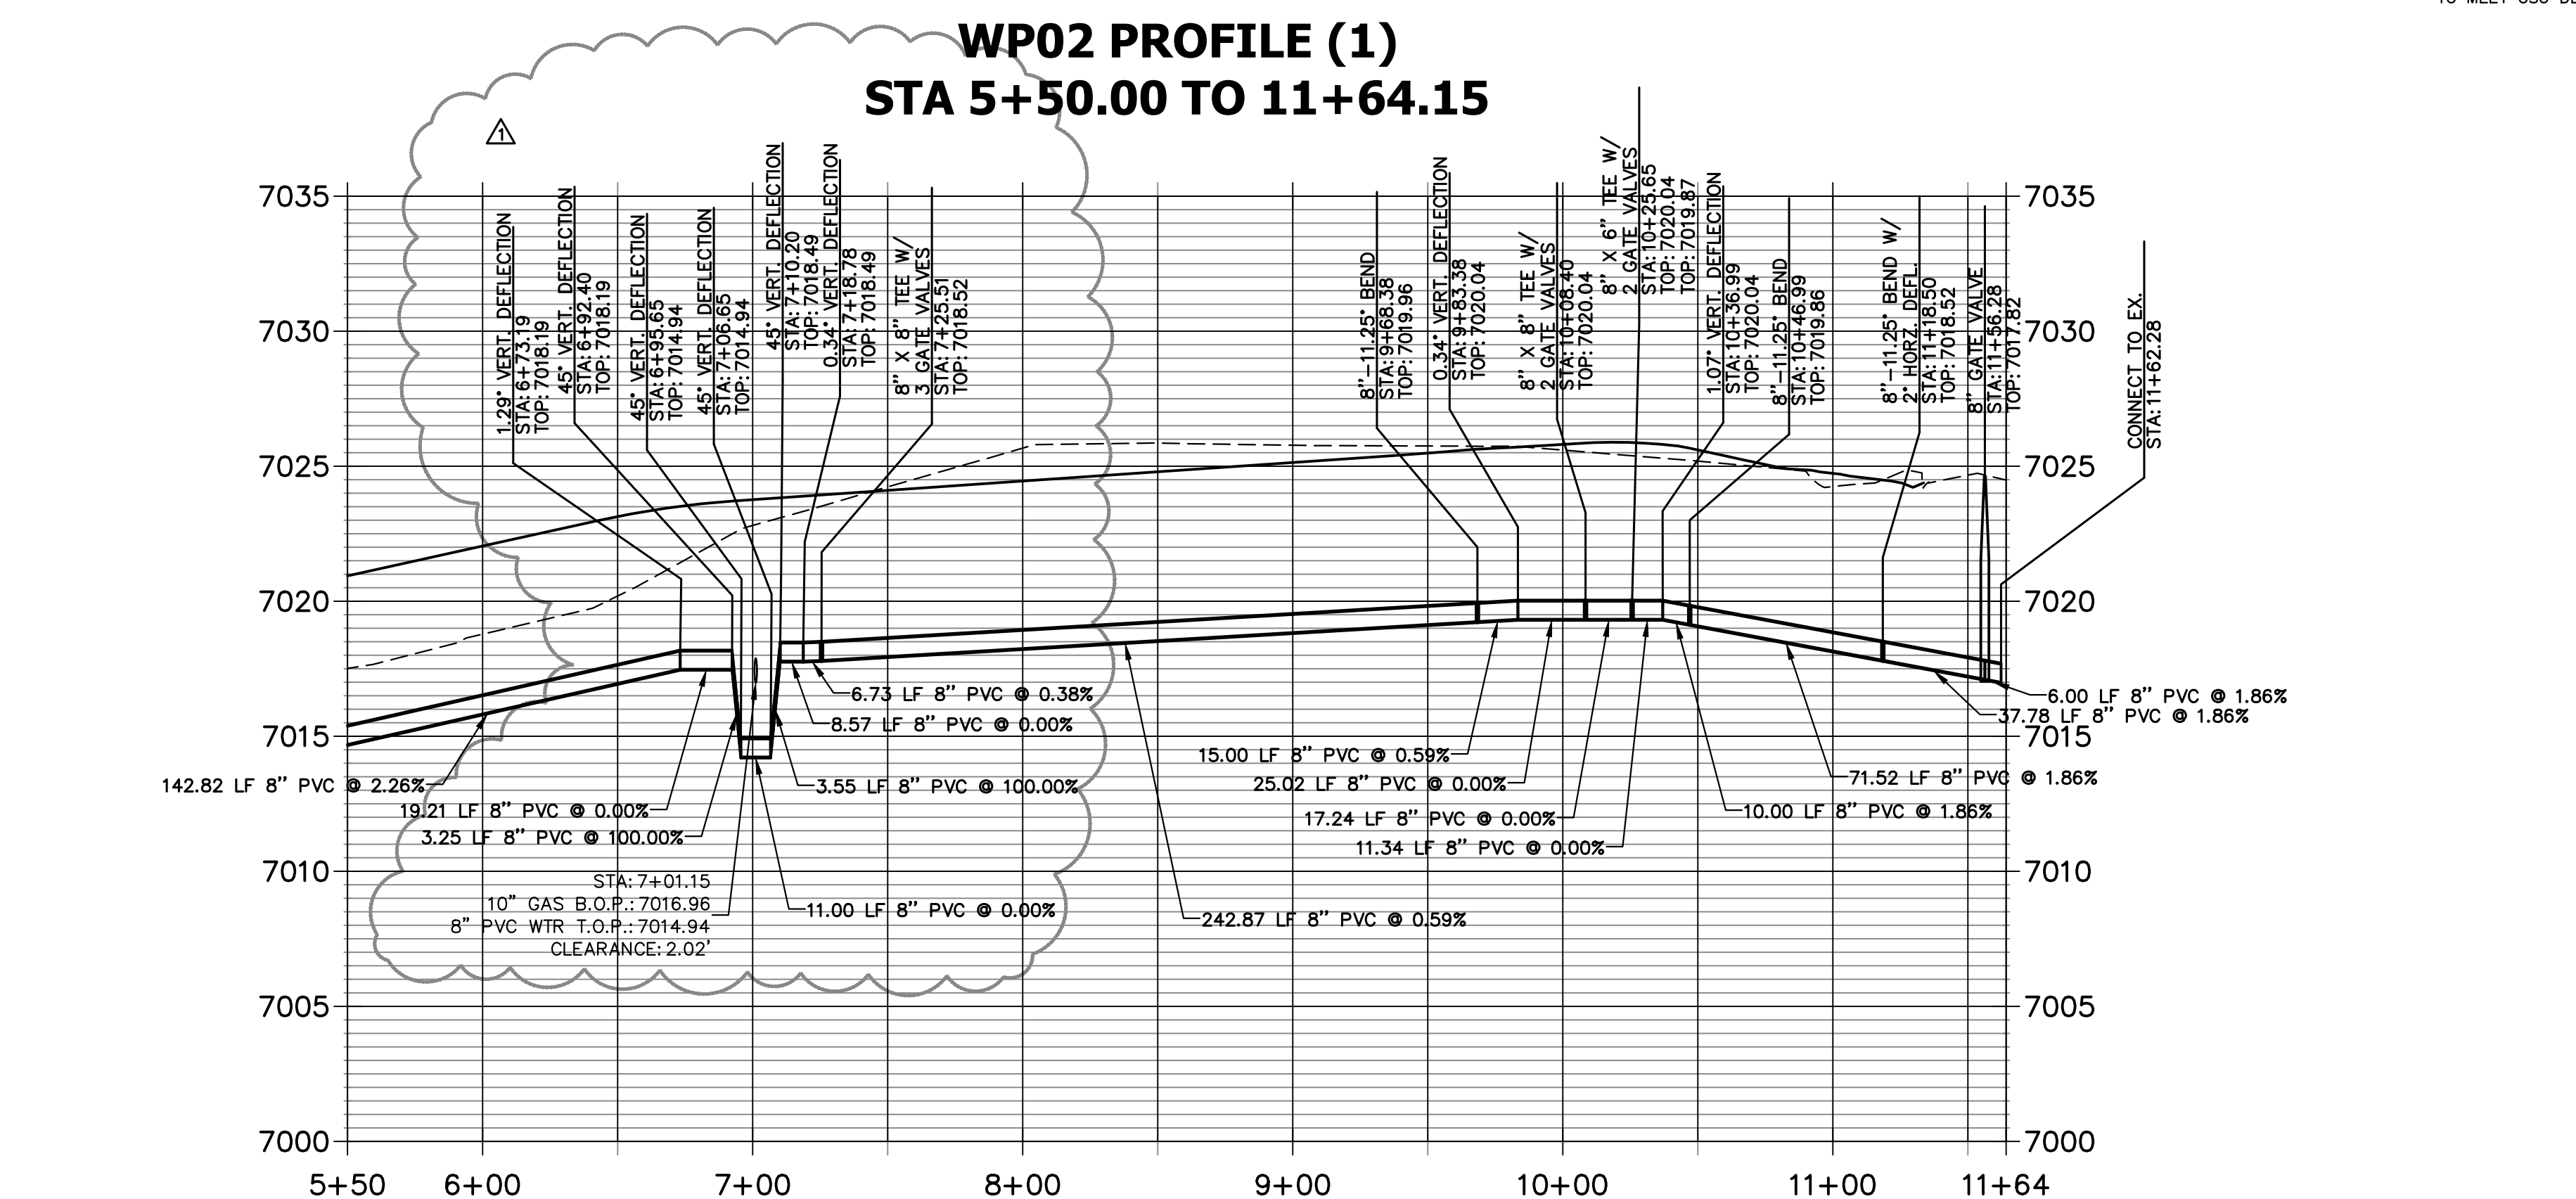 WP02 PROFILE (1)
STA 5+50.00 TO 11+64.15
1
7035
7030
7025
7020
7015
7010
7005
7000
1.29° VERT. DEFLECTION
STA: 6+73.19
TOP: 7018.19
45° VERT. DEFLECTION
STA: 6+92.40
TOP: 7018.19
45° VERT. DEFLECTION
STA: 6+95.65
TOP: 7014.94
45° VERT. DEFLECTION
STA: 7+06.65
TOP: 7014.94
45° VERT. DEFLECTION
STA: 7+10.20
TOP: 7018.49
0.34° VERT. DEFLECTION
STA: 7+18.78
TOP: 7018.49
8" X 8" TEE W/
3 GATE VALVES
STA: 7+25.51
TOP: 7018.52
8"-11.25° BEND
STA: 9+68.38
TOP: 7019.96
0.34° VERT. DEFLECTION
STA: 9+83.38
TOP: 7020.04
8" X 8" TEE W/
2 GATE VALVES
STA: 10+08.40
TOP: 7020.04
8" X 6" TEE W/
2 GATE VALVES
STA: 10+25.65
TOP: 7020.04
TOP: 7019.87
1.07° VERT. DEFLECTION
STA: 10+36.99
TOP: 7020.04
8"-11.25° BEND
STA: 10+46.99
TOP: 7019.86
8"-11.25° BEND W/
2° HORZ. DEFL.
STA: 11+18.50
TOP: 7018.52
8" GATE VALVE
STA: 11+56.28
TOP: 7017.82
CONNECT TO EX.
STA: 11+62.28
7035
7030
7025
7020
7015
7010
7005
7000
142.82 LF 8" PVC @ 2.26%
19.21 LF 8" PVC @ 0.00%
3.25 LF 8" PVC @ 100.00%
STA: 7+01.15
10" GAS B.O.P.: 7016.96
8" PVC WTR T.O.P.: 7014.94
CLEARANCE: 2.02'
6.73 LF 8" PVC @ 0.38%
8.57 LF 8" PVC @ 0.00%
3.55 LF 8" PVC @ 100.00%
11.00 LF 8" PVC @ 0.00%
242.87 LF 8" PVC @ 0.59%
15.00 LF 8" PVC @ 0.59%
25.02 LF 8" PVC @ 0.00%
17.24 LF 8" PVC @ 0.00%
11.34 LF 8" PVC @ 0.00%
6.00 LF 8" PVC @ 1.86%
37.78 LF 8" PVC @ 1.86%
71.52 LF 8" PVC @ 1.86%
10.00 LF 8" PVC @ 1.86%
5+50 6+00 7+00 8+00 9+00 10+00 11+00 11+64